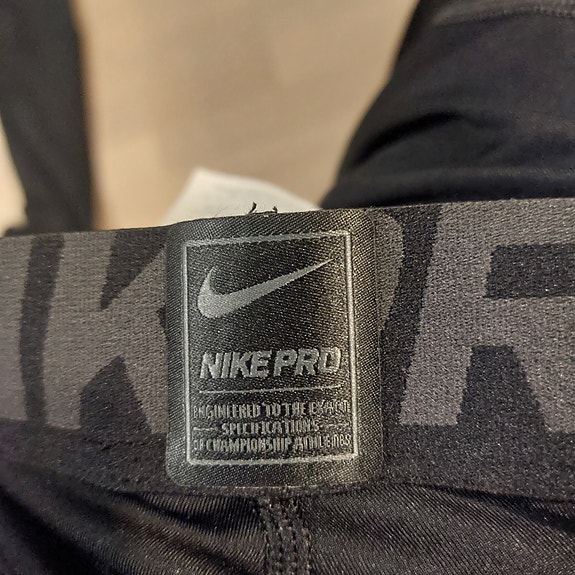 NIKE PRO
ENGINEERED TO THE EXACT
SPECIFICATIONS
OF CHAMPIONSHIP ATHLETES